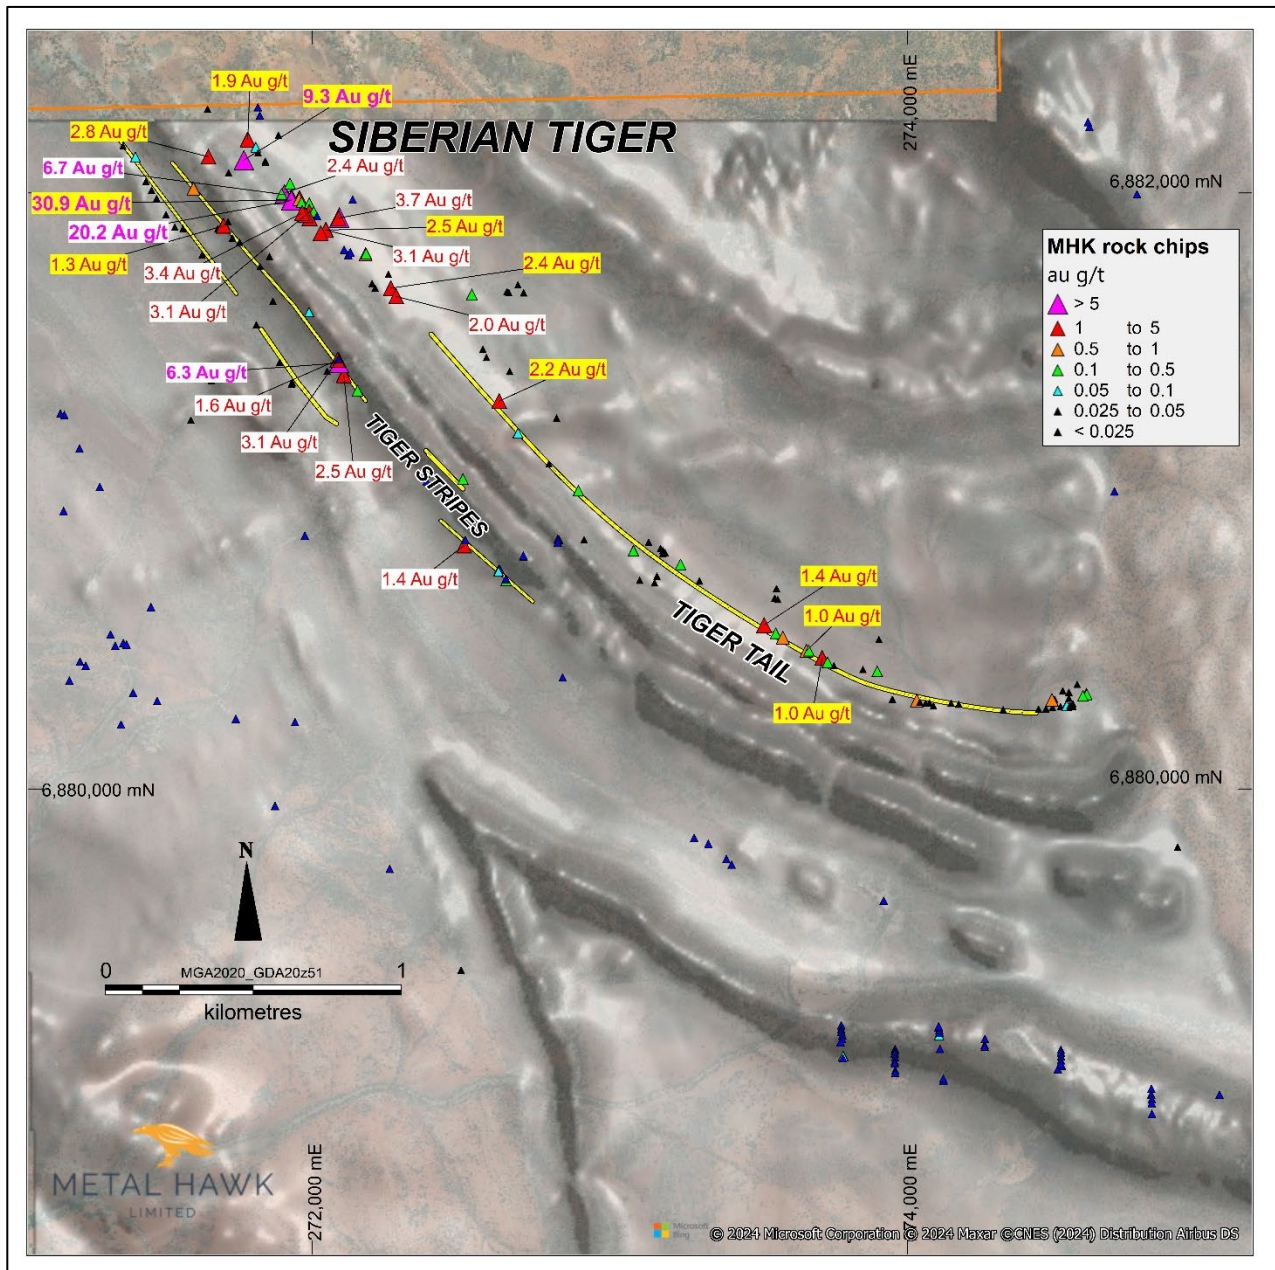 1.9 Au g/t
9.3 Au g/t
274,000 mE
SIBERIAN TIGER
2.8 Au g/t
6.7 Au g/t
2.4 Au g/t
6,882,000 mN
30.9 Au g/t
3.7 Au g/t
20.2 Au g/t
2.5 Au g/t
1.3 Au g/t
3.1 Au g/t
3.4 Au g/t
2.4 Au g/t
3.1 Au g/t
2.0 Au g/t
MHK rock chips
au g/t
> 5
1 to 5
0.5 to 1
0.1 to 0.5
0.05 to 0.1
0.025 to 0.05
< 0.025
6.3 Au g/t
2.2 Au g/t
1.6 Au g/t
3.1 Au g/t
2.5 Au g/t
TIGER STRIPES
1.4 Au g/t
1.4 Au g/t
1.0 Au g/t
TIGER TAIL
1.0 Au g/t
6,880,000 mN
6,880,000 mN
N
0 MGA2020_GDA20z51 1
kilometres
METAL HAWK
LIMITED
272,000 mE
274,000 mE
Microsoft
Bing
© 2024 Microsoft Corporation © 2024 Maxar ©CNES (2024) Distribution Airbus DS